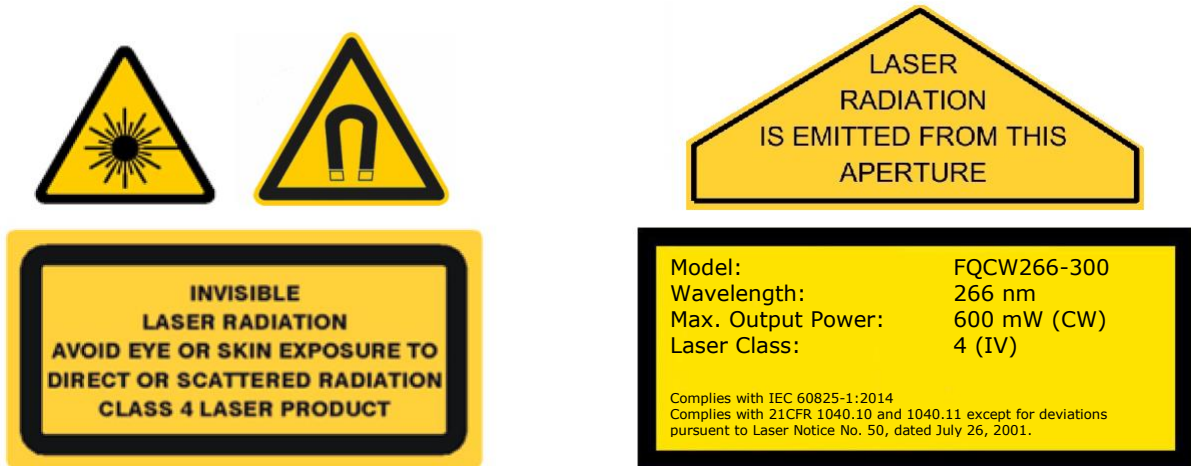 LASER
RADIATION
IS EMITTED FROM THIS
APERTURE
INVISIBLE
LASER RADIATION
AVOID EYE OR SKIN EXPOSURE TO
DIRECT OR SCATTERED RADIATION
CLASS 4 LASER PRODUCT
Model: FQCW266-300
Wavelength: 266 nm
Max. Output Power: 600 mW (CW)
Laser Class: 4 (IV)
Complies with IEC 60825-1:2014
Complies with 21CFR 1040.10 and 1040.11 except for deviations
pursuant to Laser Notice No. 50, dated July 26, 2001.